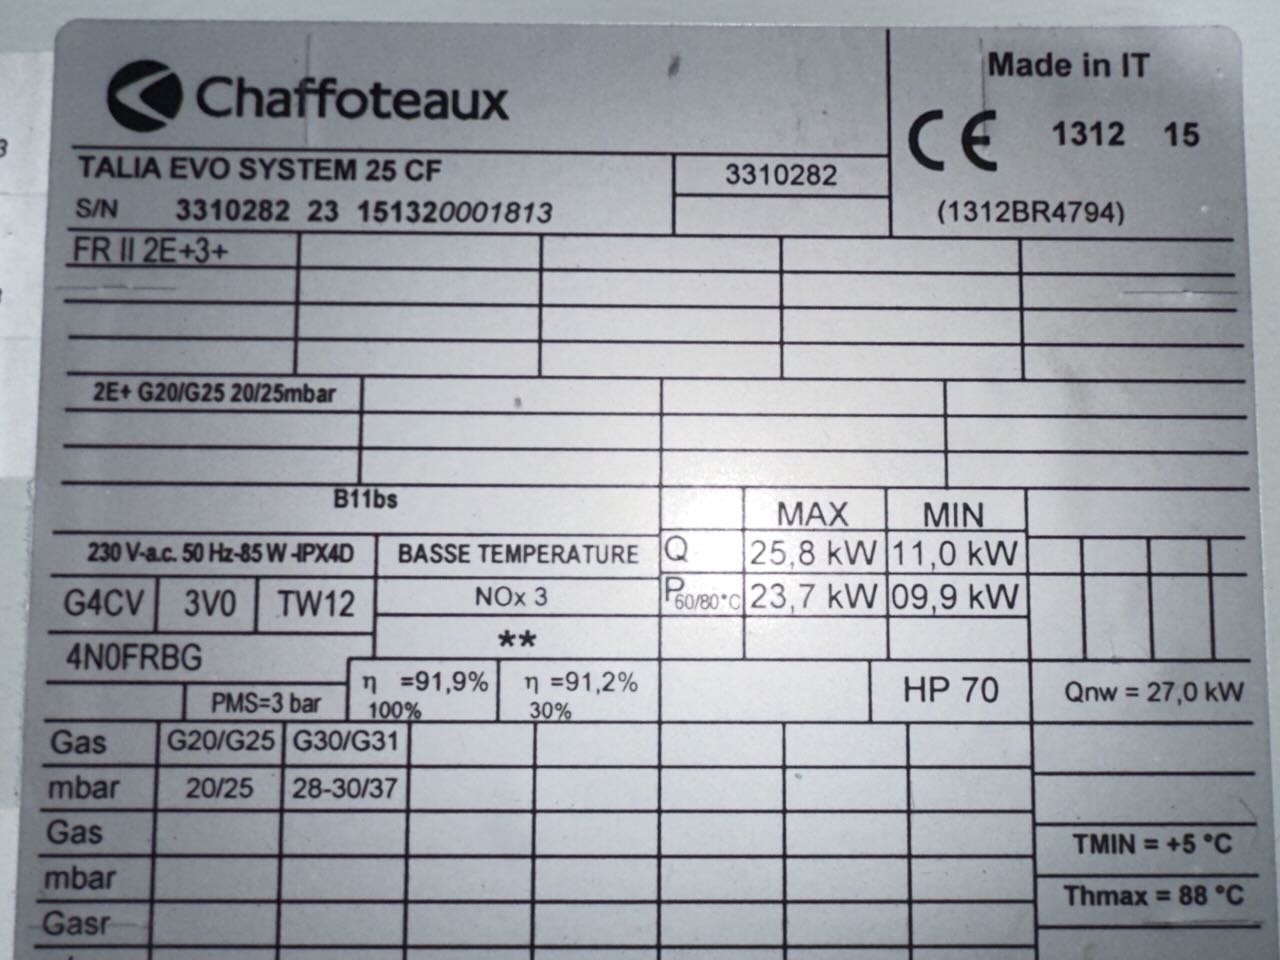 Chaffoteaux
Made in IT
CE 1312 15
TALIA EVO SYSTEM 25 CF
3310282
S/N 3310282 23 151320001813
(1312BR4794)
FR II 2E+3+
2E+ G20/G25 20/25mbar
B11bs
MAX MIN
230 V-a.c. 50 Hz-85 W -IPX4D
BASSE TEMPERATURE
Q 25,8 kW 11,0 kW
G4CV 3V0 TW12
NOx 3
P60/80°C 23,7 kW 09,9 kW
**
4N0FRBG
η =91,9% η =91,2%
100% 30%
PMS=3 bar
HP 70
Qnw = 27,0 kW
Gas G20/G25 G30/G31
mbar 20/25 28-30/37
Gas
TMIN = +5 °C
mbar
Thmax = 88 °C
Gasr